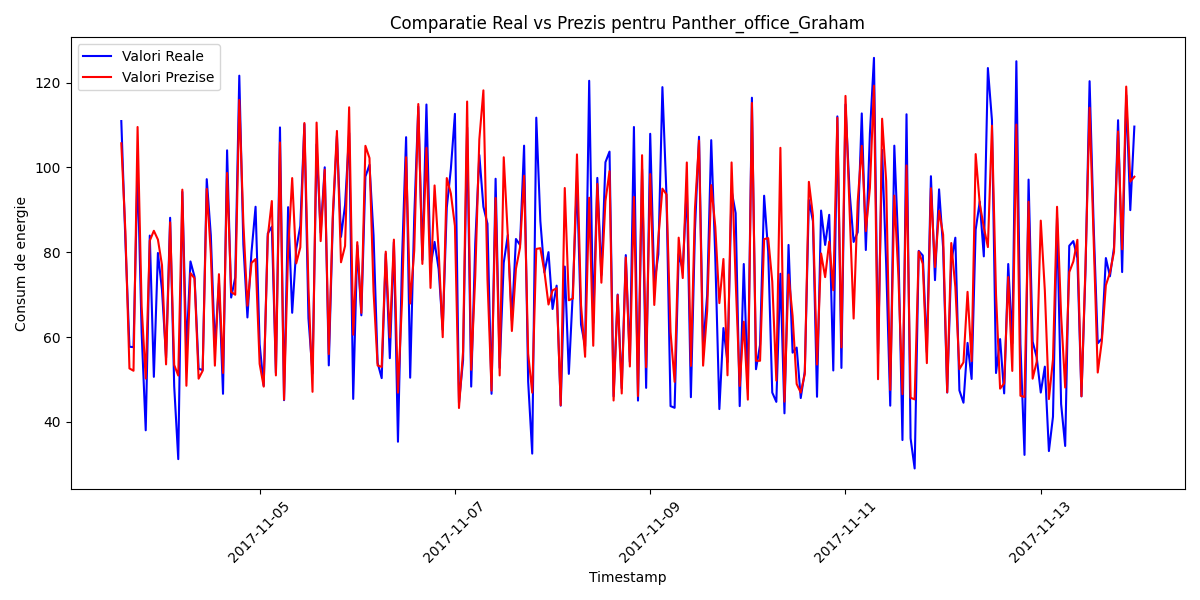 Comparatie Real vs Prezis pentru Panther_office_Graham
Valori Reale
Valori Prezise
Consum de energie
120
100
80
60
40
2017-11-05
2017-11-07
2017-11-09
2017-11-11
2017-11-13
Timestamp